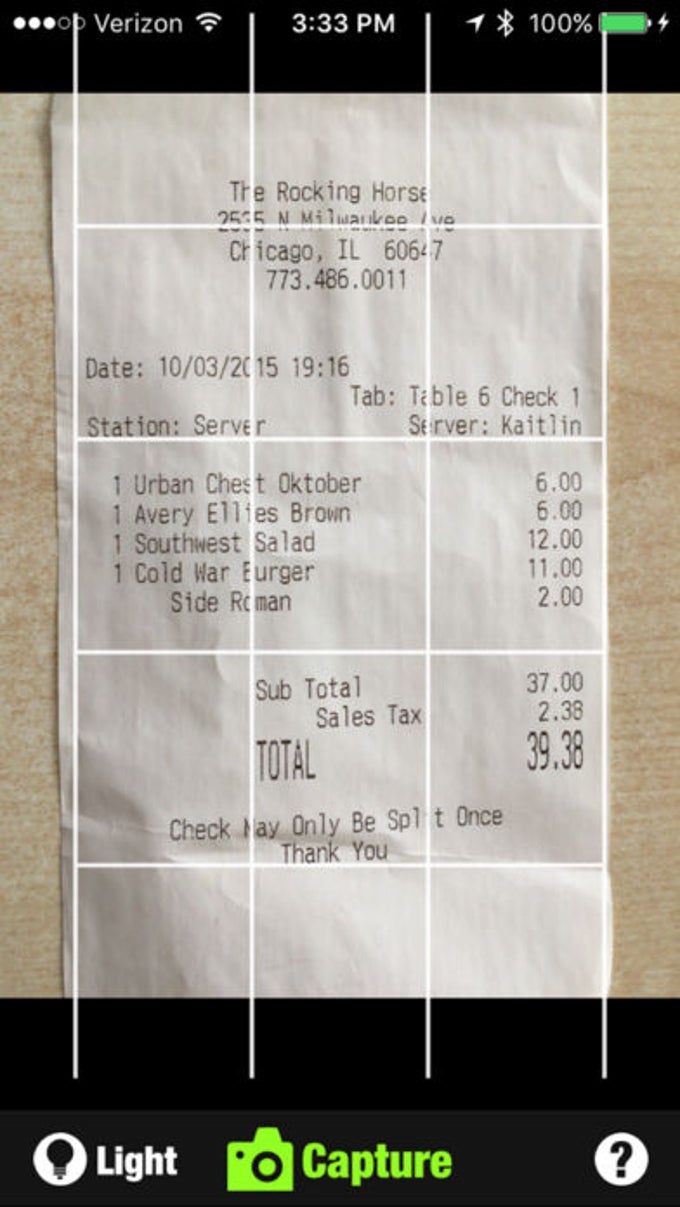 Verizon 3:33 PM 100%
The Rocking Horse
2535 N Milwaukee Ave
Chicago, IL 60647
773.486.0011
Date: 10/03/2015 19:16
Tab: Table 6 Check 1
Station: Server Server: Kaitlin
1 Urban Chest Oktober 6.00
1 Avery Ellies Brown 6.00
1 Southwest Salad 12.00
1 Cold War Burger 11.00
Side Roman 2.00
Sub Total 37.00
Sales Tax 2.38
TOTAL 39.38
Check May Only Be Split Once
Thank You
Light Capture ?